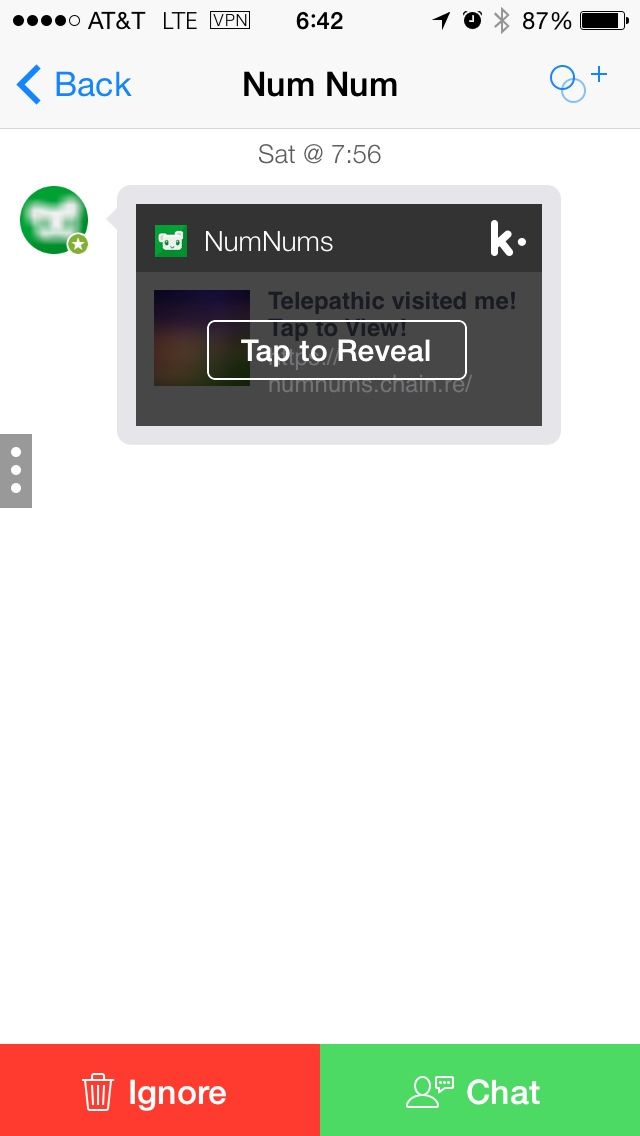 AT&T LTE VPN 6:42 87%
Back Num Num
Sat @ 7:56
NumNums k
Telepathic visited me!
Tap to View!
Tap to Reveal
https://
numnums.chain.re/
Ignore Chat